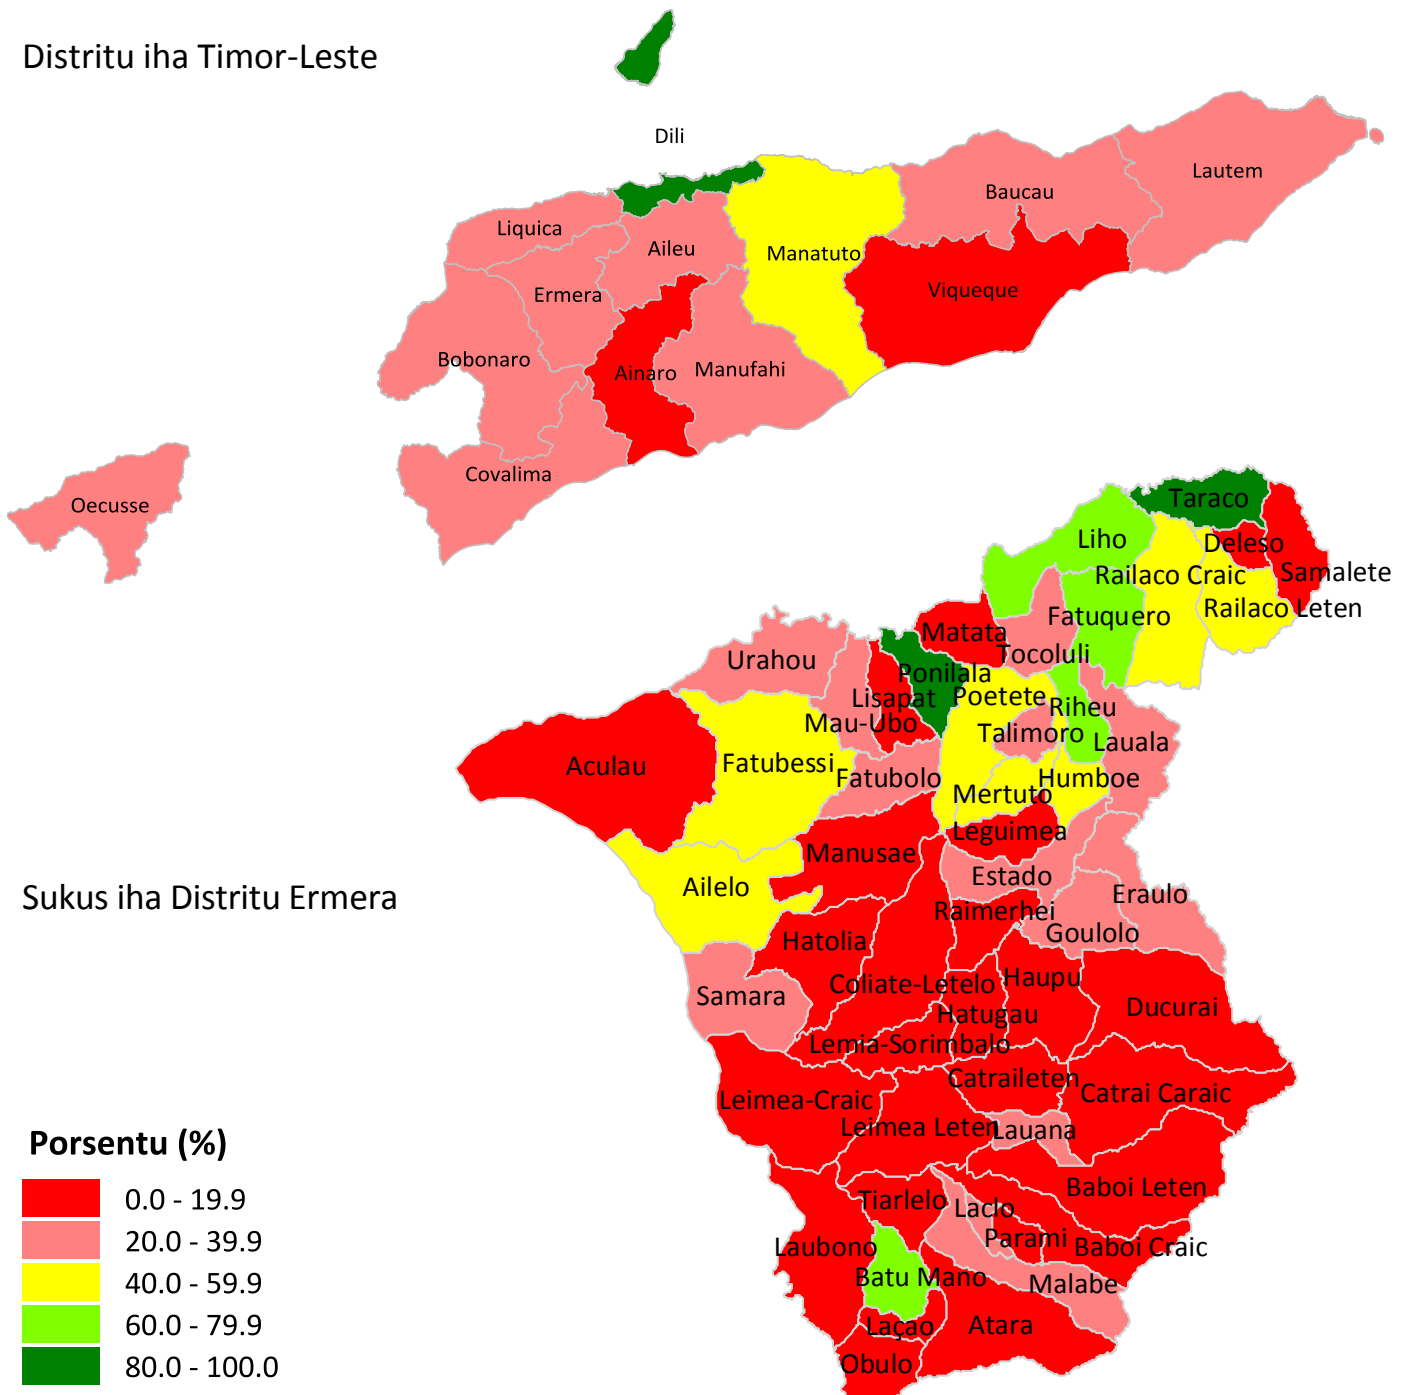 Distritu iha Timor-Leste
Dili
Lautem
Baucau
Liquica
Aileu
Manatuto
Viqueque
Ermera
Bobonaro
Ainaro
Manufahi
Covalima
Oecusse
Taraco
Liho
Deleso
Railaco Craic
Samalete
Railaco Leten
Fatuquero
Matata
Tocoluli
Urahou
Ponilala
Lisapat
Poetete
Riheu
Mau-Ubo
Talimoro
Lauala
Aculau
Fatubessi
Fatubolo
Humboe
Mertuto
Leguimea
Manusae
Estado
Ailelo
Eraulo
Sukus iha Distritu Ermera
Raimerhei
Goulolo
Hatolia
Haupu
Coliate-Letelo
Samara
Ducurai
Hatugau
Lemia-Sorimbalo
Catraileten
Catrai Caraic
Leimea-Craic
Leimea Leten
Lauana
Baboi Leten
Tiarlelo
Laclo
Parami
Baboi Craic
Laubono
Batu Mano
Malabe
Laçao
Atara
Obulo
Porsentu (%)
0.0 - 19.9
20.0 - 39.9
40.0 - 59.9
60.0 - 79.9
80.0 - 100.0